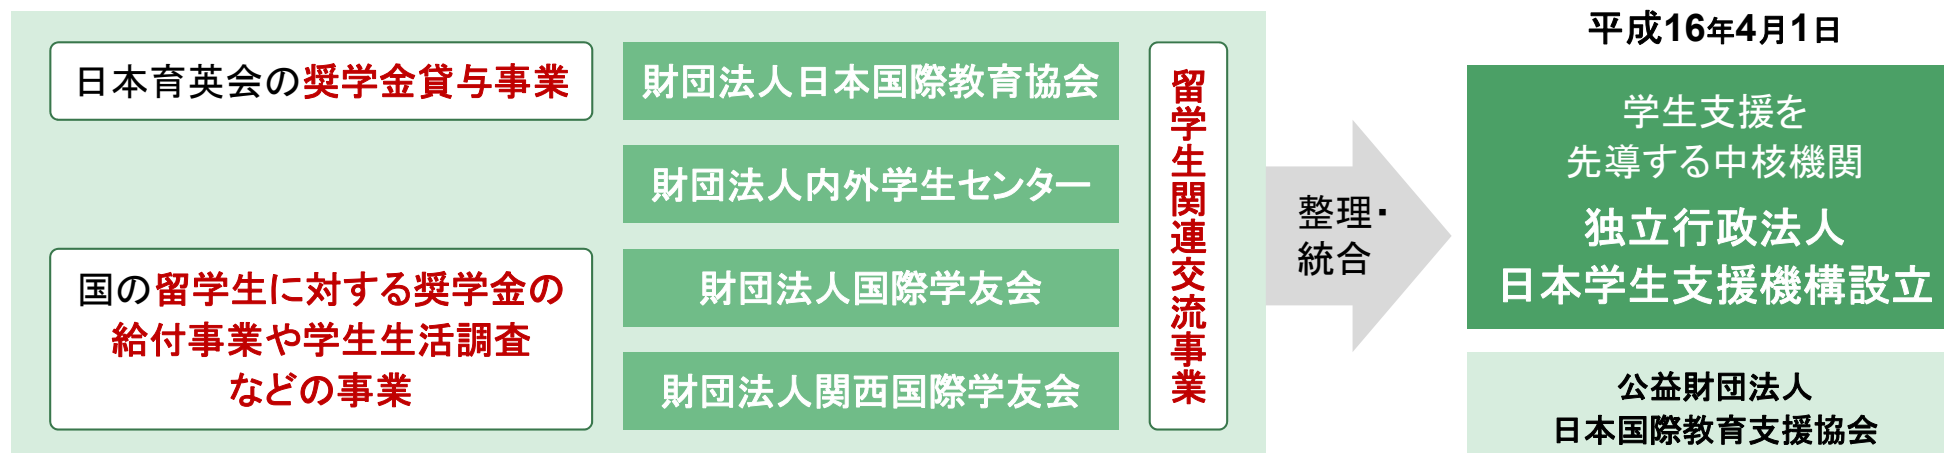 日本育英会の奨学金貸与事業
国の留学生に対する奨学金の
給付事業や学生生活調査
などの事業
財団法人日本国際教育協会
財団法人内外学生センター
財団法人国際学友会
財団法人関西国際学友会
留学生関連交流事業
整理・
統合
平成16年4月1日
学生支援を
先導する中核機関
独立行政法人
日本学生支援機構設立
公益財団法人
日本国際教育支援協会